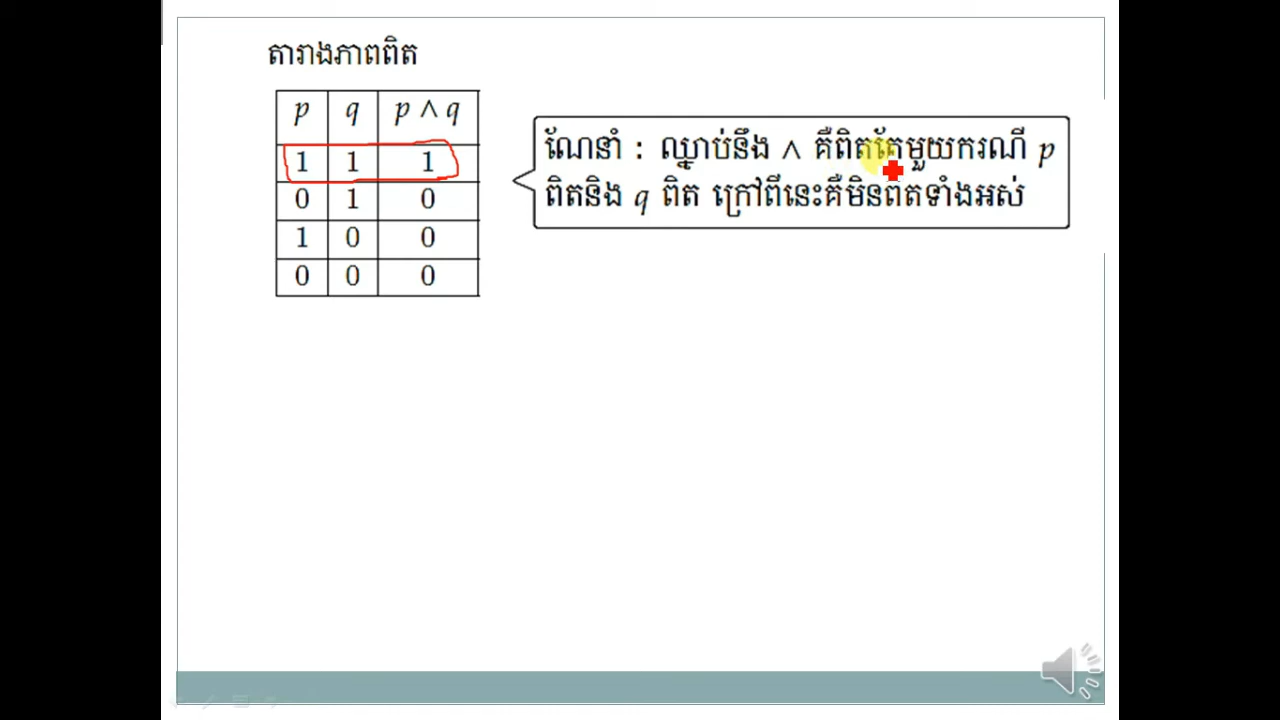 តារាងភាពពិត
p q p ∧ q
1 1 1
0 1 0
1 0 0
0 0 0
ណែនាំ : ឈ្នាប់នឹង ∧ គឺពិតតែមួយករណី p
ពិតនិង q ពិត ក្រៅពីនេះគឺមិនពិតទាំងអស់